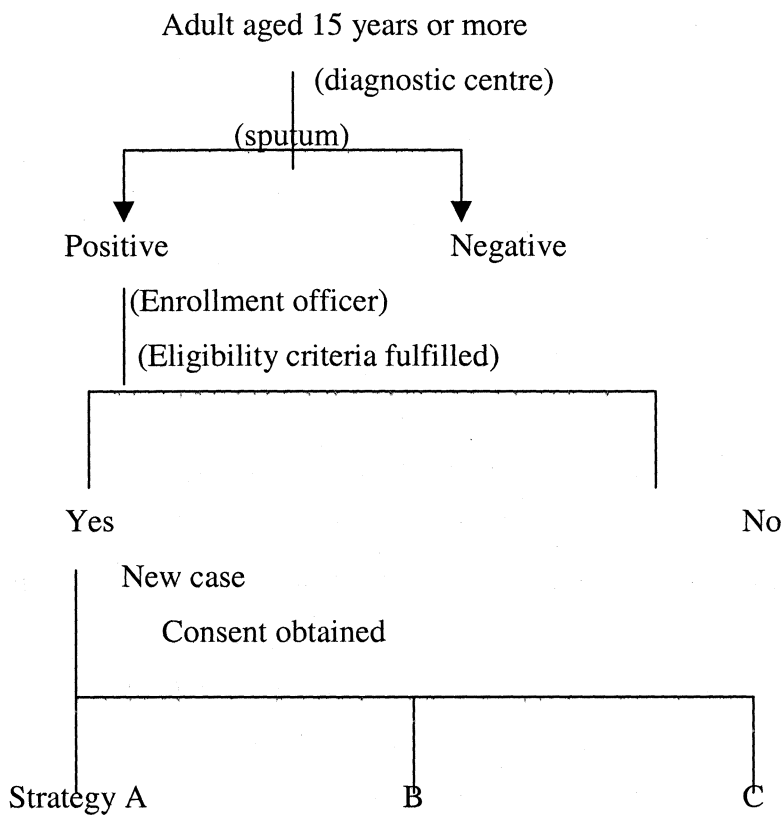 Adult aged 15 years or more
(diagnostic centre)
(sputum)
Positive Negative
(Enrollment officer)
(Eligibility criteria fulfilled)
Yes No
New case
Consent obtained
Strategy A B C